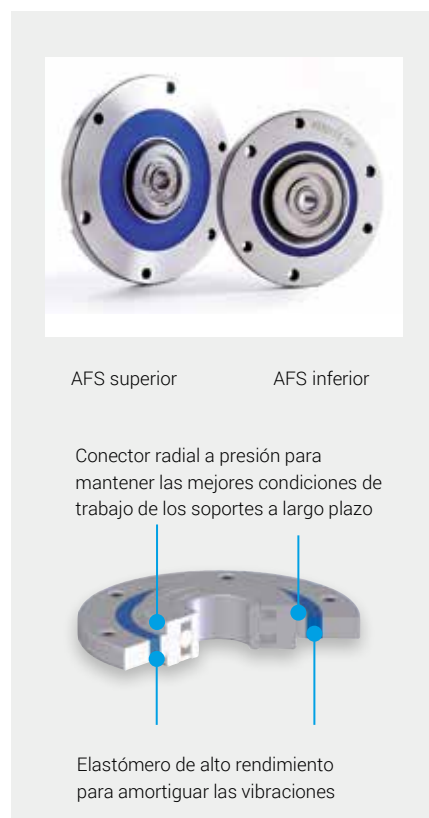 AFS superior
AFS inferior
Conector radial a presión para
mantener las mejores condiciones de
trabajo de los soportes a largo plazo
Elastómero de alto rendimiento
para amortiguar las vibraciones